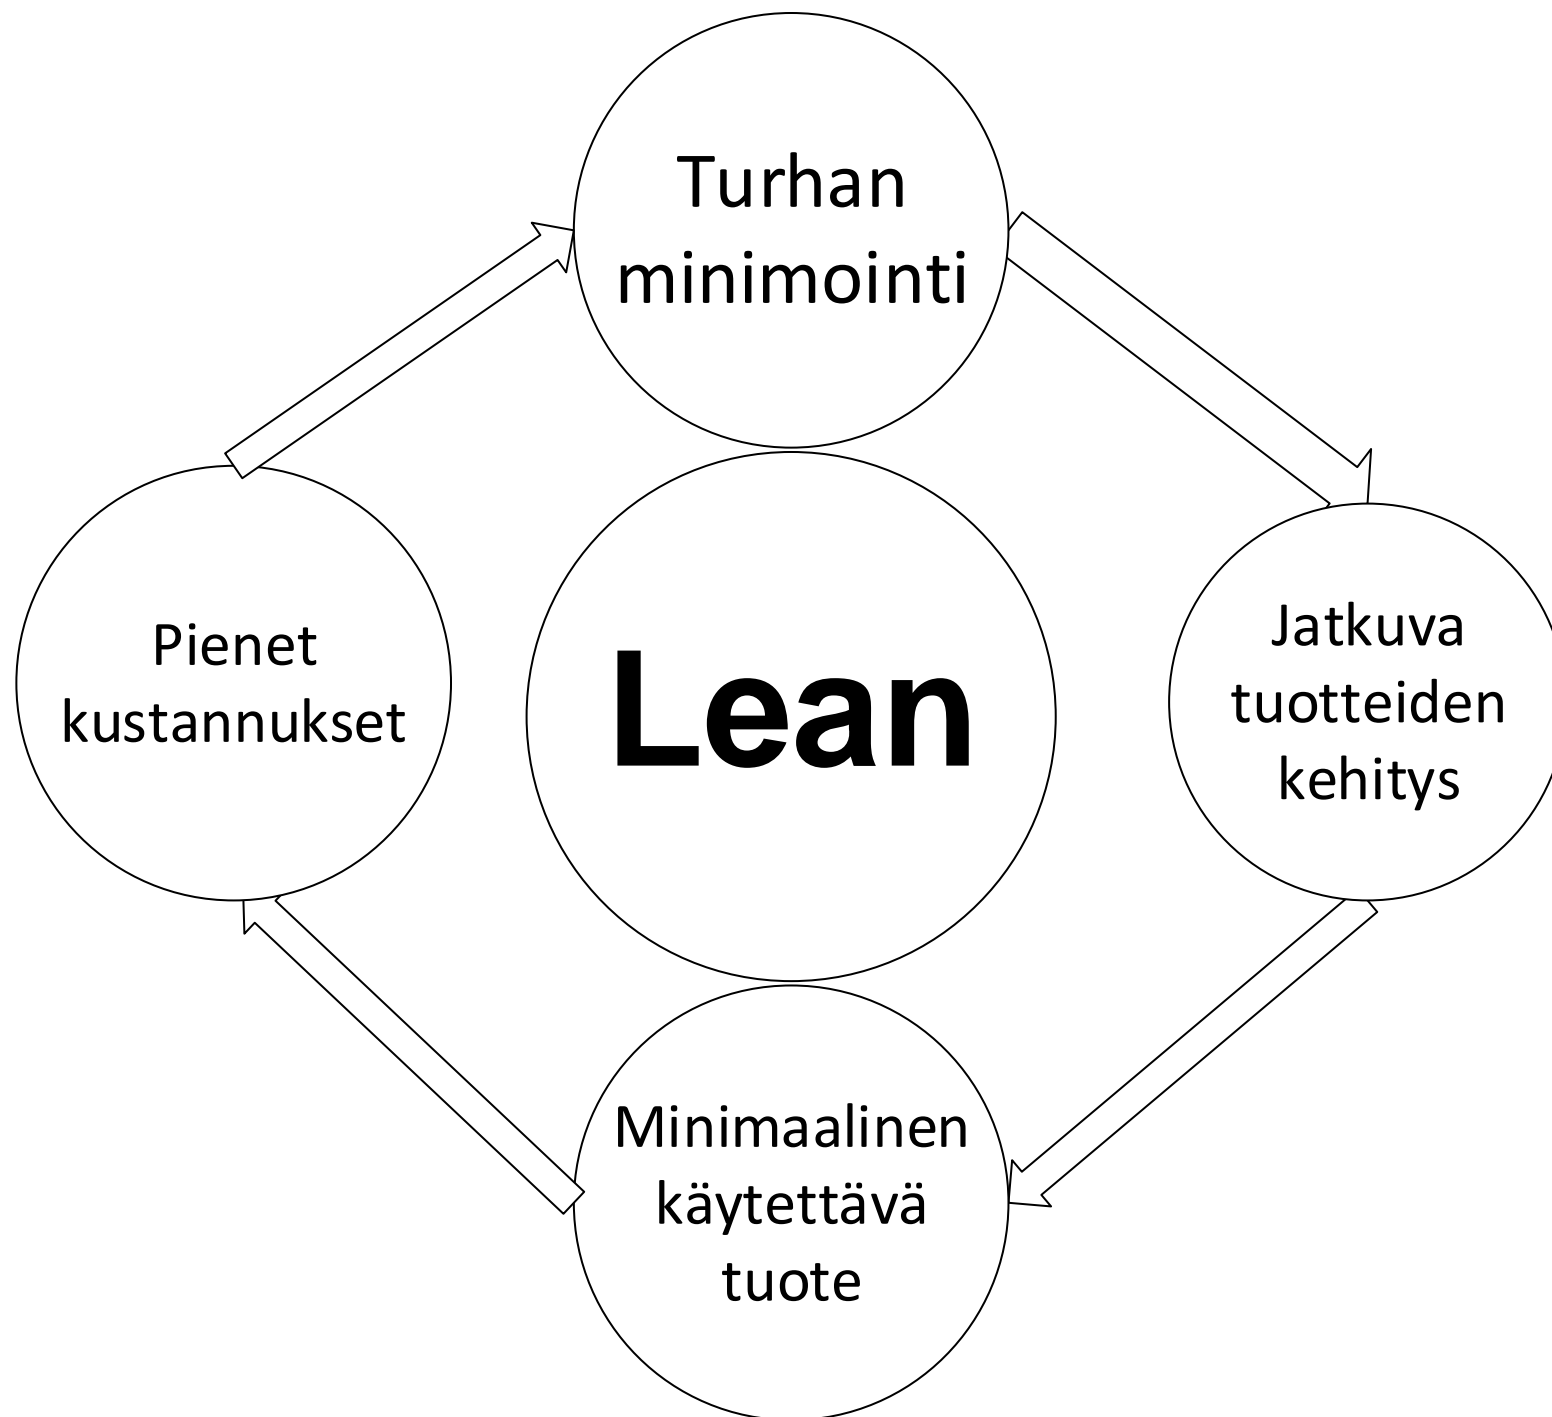 Turhan
minimointi
Jatkuva
tuotteiden
kehitys
Minimaalinen
käytettävä
tuote
Pienet
kustannukset
Lean